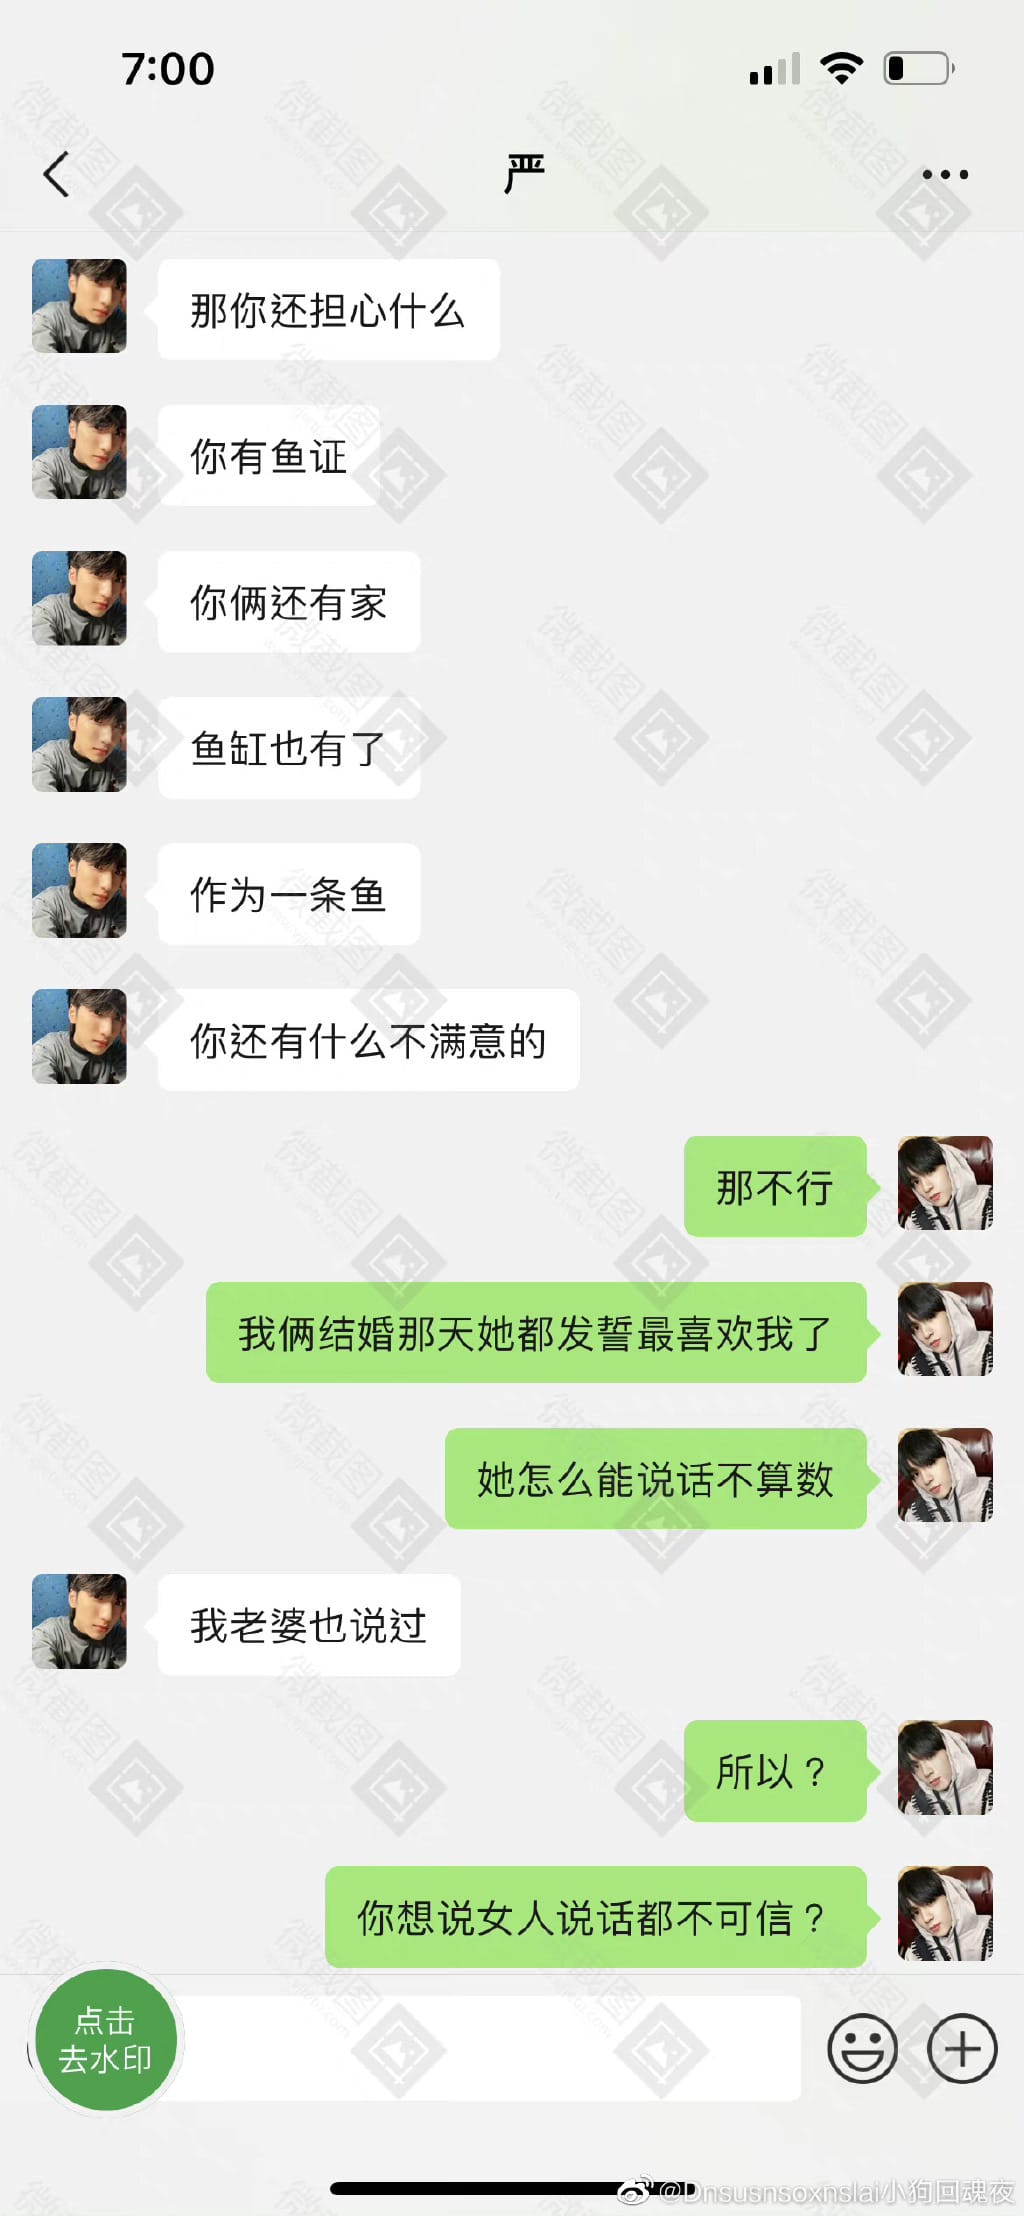 7:00
严
那你还担心什么
你有鱼证
你俩还有家
鱼缸也有了
作为一条鱼
你还有什么不满意的
那不行
我俩结婚那天她都发誓最喜欢我了
她怎么能说话不算数
我老婆也说过
所以？
你想说女人说话都不可信？
点击
去水印
@Dnsusnsoxnslai小狗回魂夜
微截图